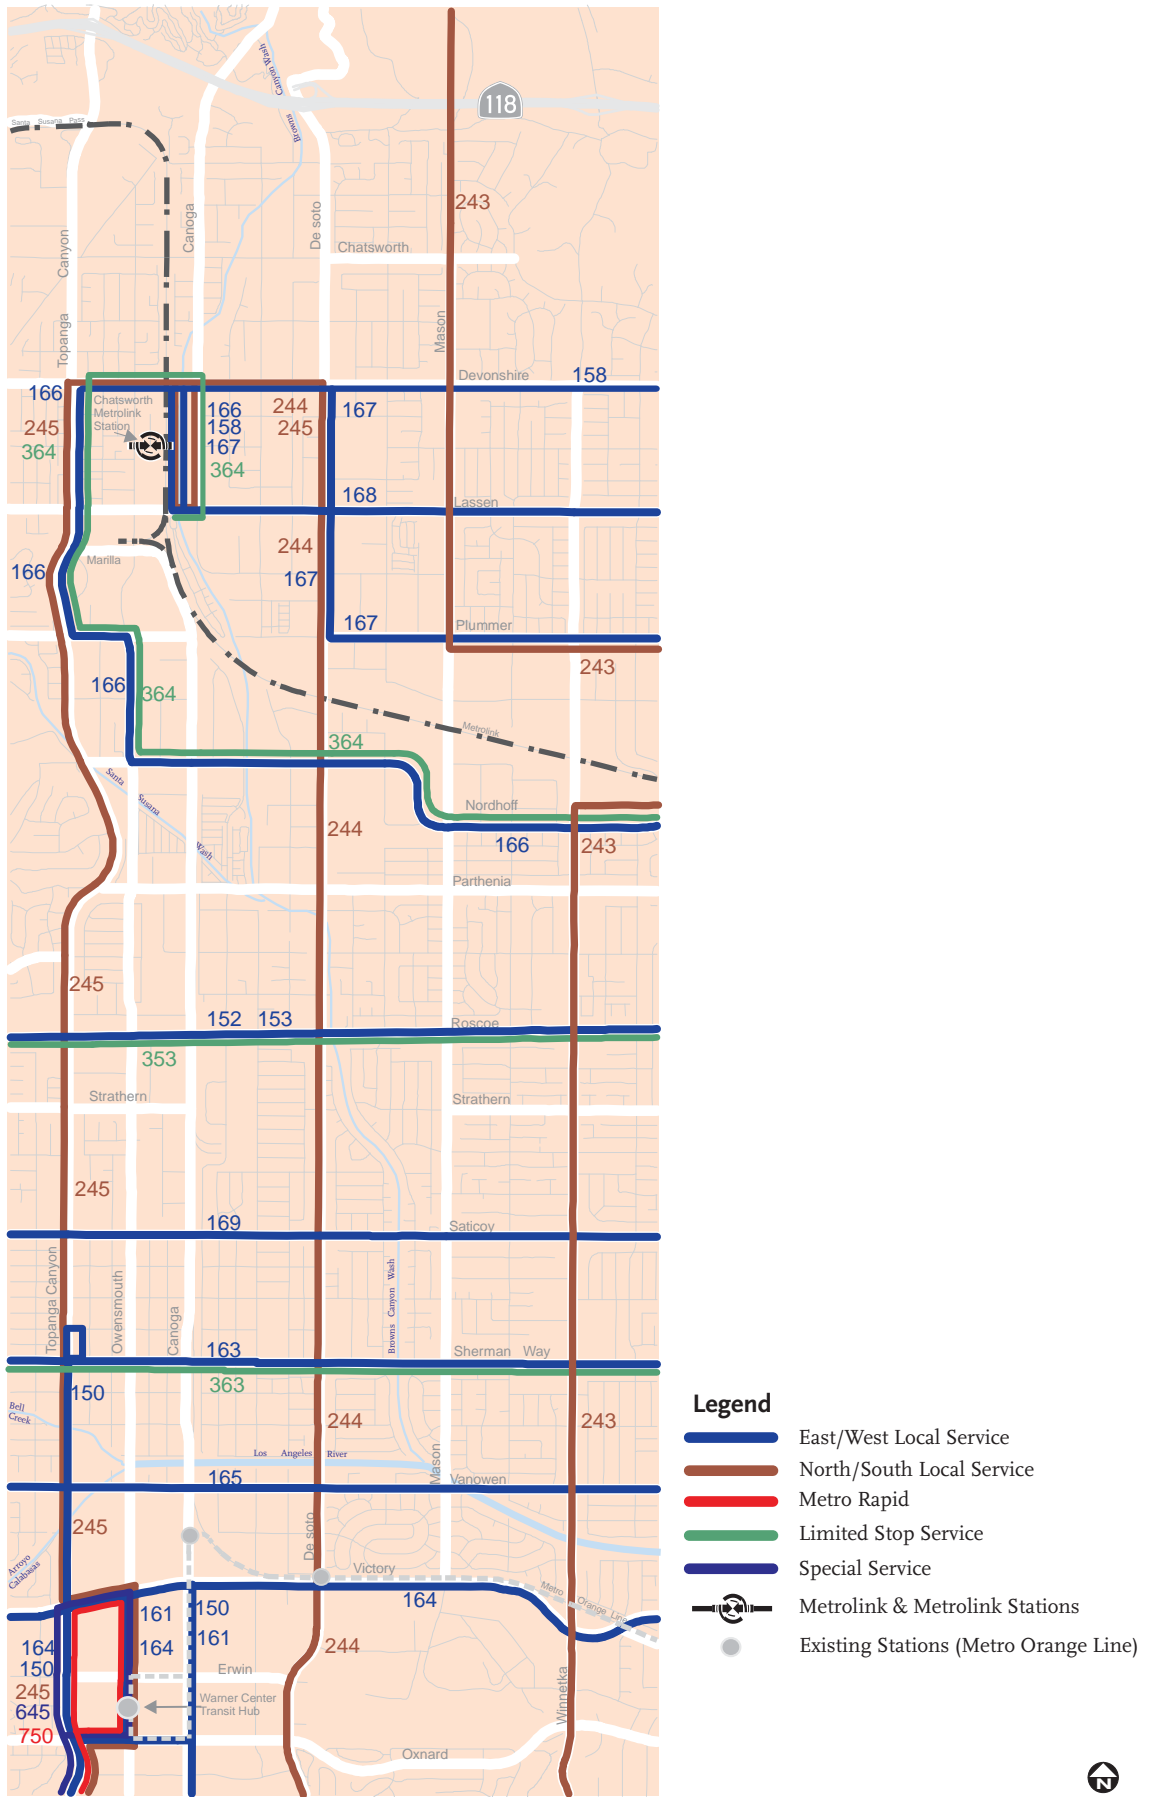 Canyon Wash
Browns
118
Santa Susana Pass
243
Canoga
De soto
Canyon
Chatsworth
Topanga
Mason
Devonshire
158
166
Chatsworth
Metrolink
Station
166
244
167
245
158
245
364
167
364
168
Lassen
244
Marilla
166
167
167
Plummer
243
166
364
Metrolink
364
Santa
Susana
Wash
Nordhoff
244
166
243
Parthenia
245
152 153
Roscoe
353
Strathern
Strathern
245
169
Saticoy
Topanga Canyon
Owensmouth
Canoga
Browns Canyon Wash
163
Sherman Way
363
150
Bell
Creek
244
243
Los Angeles River
Mason
165
Vanowen
245
De soto
Arroyo
Calabasas
Victory
Metro Orange Line
164
161
150
161
164
164
244
150
Erwin
245
Warner Center
Transit Hub
645
Winnetka
750
Oxnard
Legend
East/West Local Service
North/South Local Service
Metro Rapid
Limited Stop Service
Special Service
Metrolink & Metrolink Stations
Existing Stations (Metro Orange Line)
N